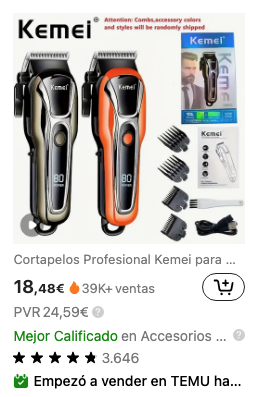 Kemei
Attention: Combs,accessory colors
and styles will be randomly shipped
Kemei
Kemei
Kemei
Kemei
80
80
Kemei
Cortapelos Profesional Kemei para ...
18,48€ 39K+ ventas
PVR 24,59€ ?
Mejor Calificado en Accesorios ... ?
3.646
Empezó a vender en TEMU ha...